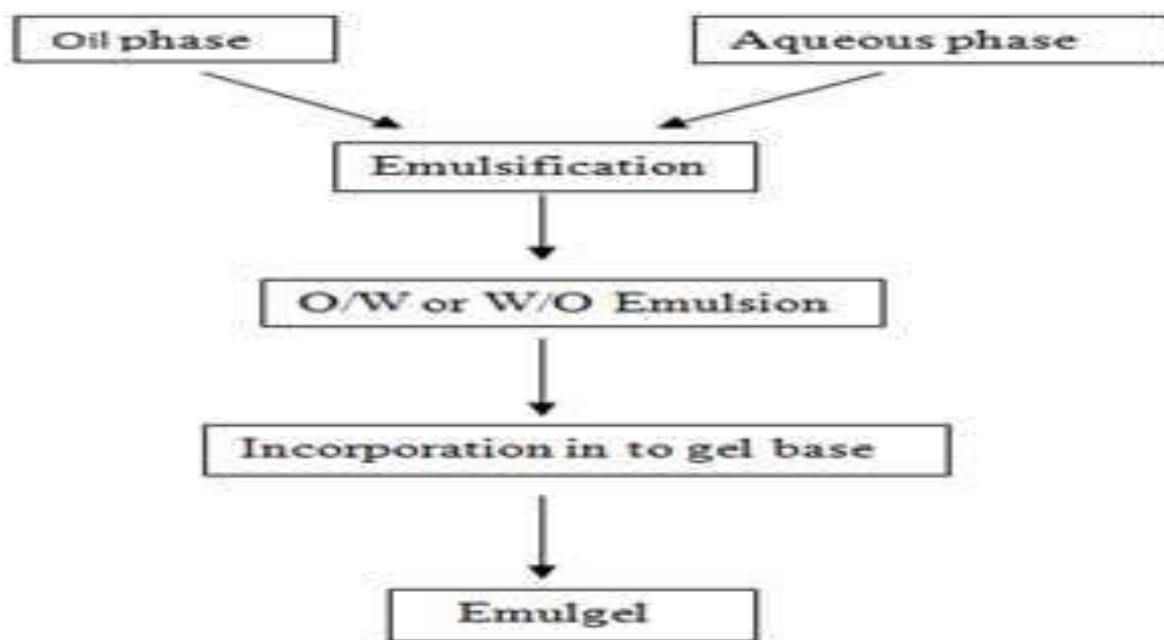 Oil phase
Aqueous phase
Emulsification
O/W or W/O Emulsion
Incorporation in to gel base
Emulgel